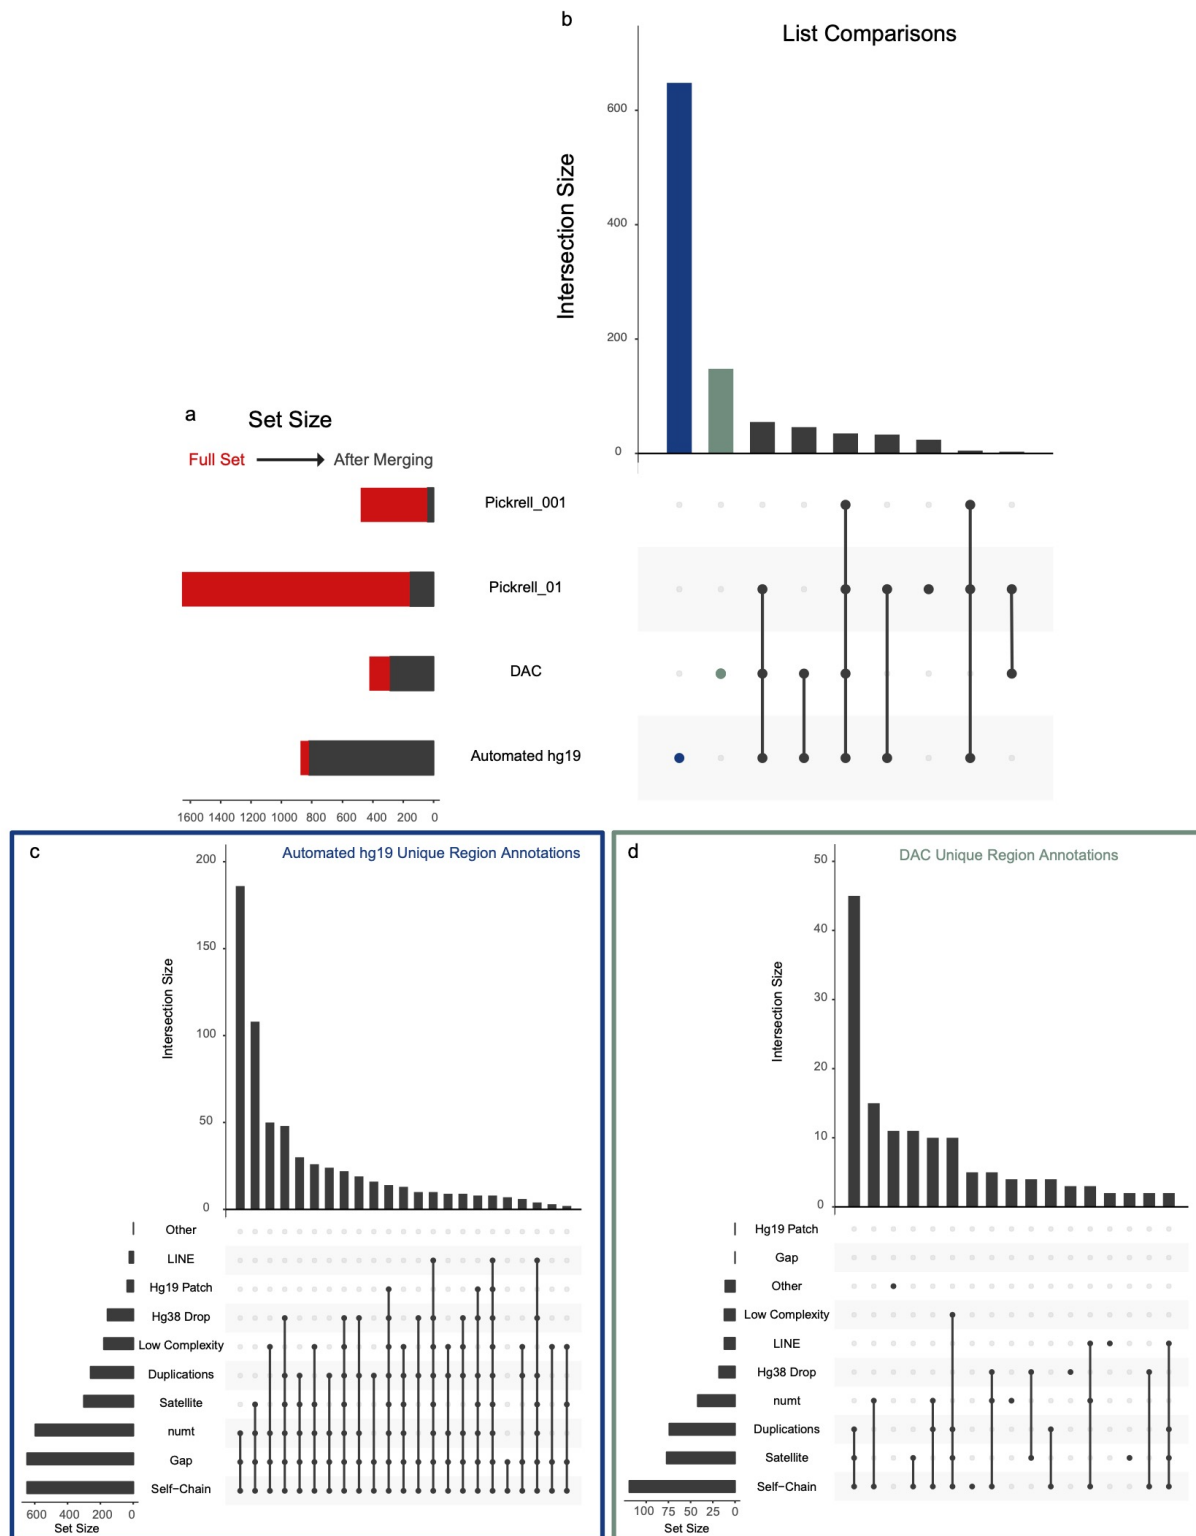 b
List Comparisons
Intersection Size
600
400
200
0
a
Set Size
Full Set
After Merging
Pickrell_001
Pickrell_01
DAC
Automated hg19
1600 1400 1200 1000 800 600 400 200 0
c
Automated hg19 Unique Region Annotations
Intersection Size
200
150
100
50
0
Other
LINE
Hg19 Patch
Hg38 Drop
Low Complexity
Duplications
Satellite
numt
Gap
Self-Chain
600 400 200 0
Set Size
d
DAC Unique Region Annotations
Intersection Size
50
40
30
20
10
0
Hg19 Patch
Gap
Other
Low Complexity
LINE
Hg38 Drop
numt
Duplications
Satellite
Self-Chain
100 75 50 25 0
Set Size